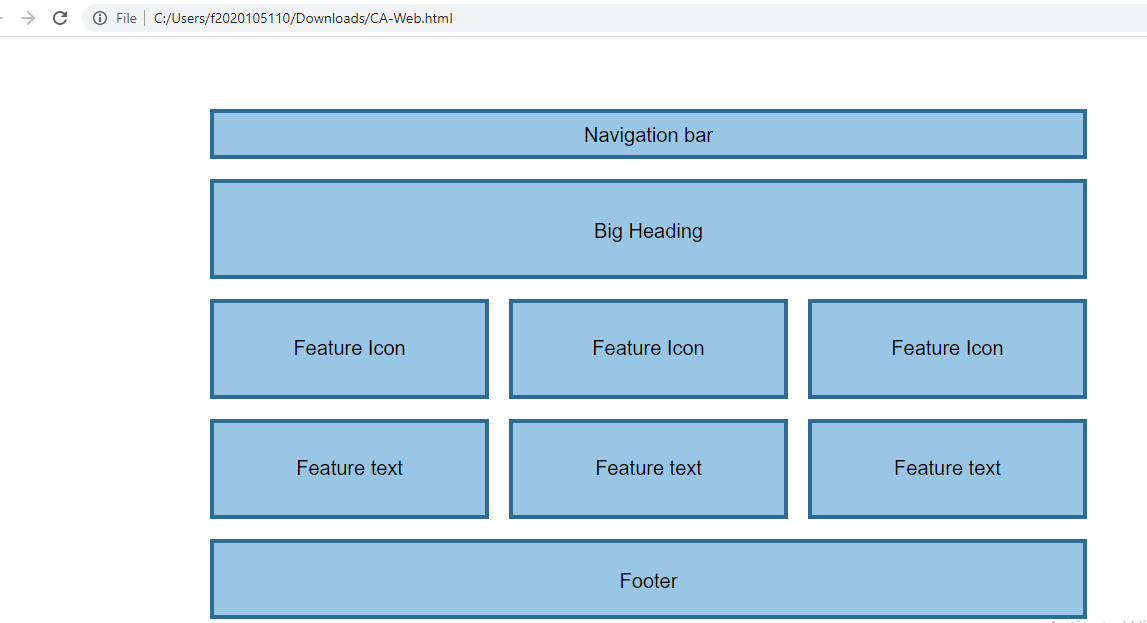 File C:/Users/f2020105110/Downloads/CA-Web.html
Navigation bar
Big Heading
Feature Icon Feature Icon Feature Icon
Feature text Feature text Feature text
Footer